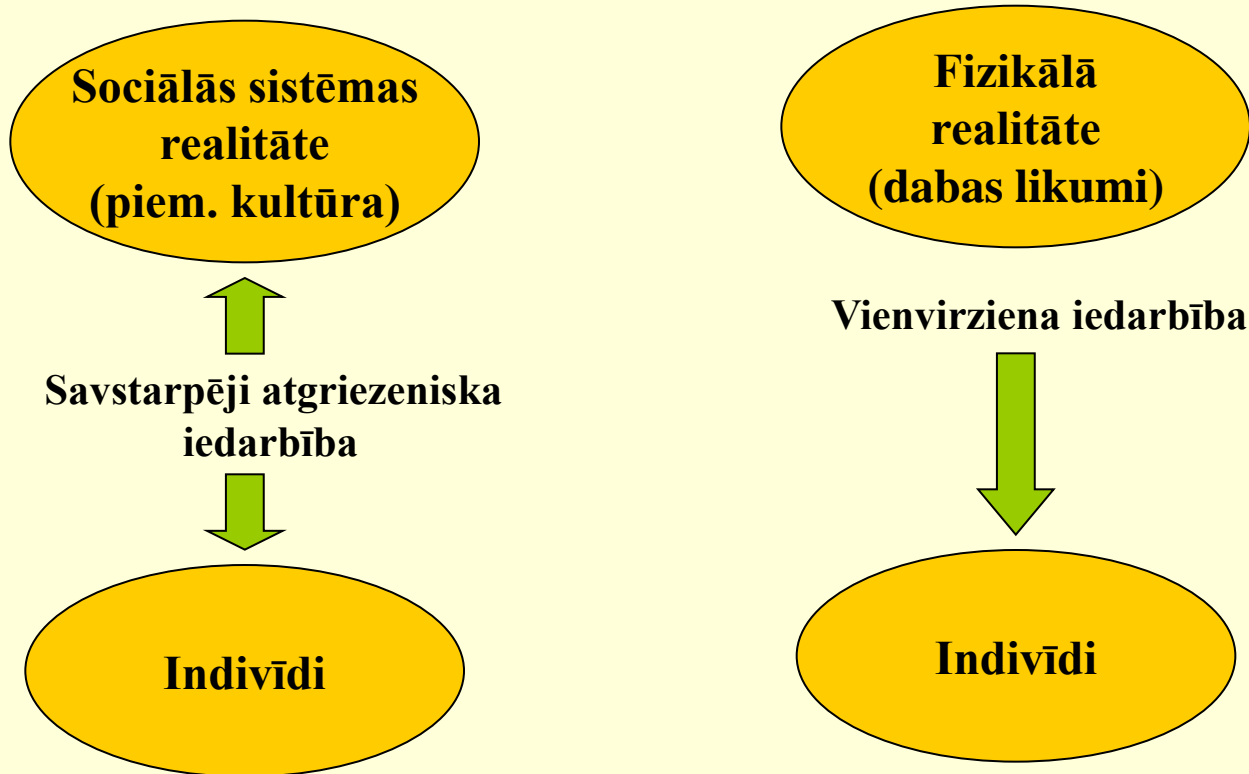 Sociālās sistēmas
realitāte
(piem. kultūra)
Savstarpēji atgriezeniska
iedarbība
Indivīdi
Fizikālā
realitāte
(dabas likumi)
Vienvirziena iedarbība
Indivīdi